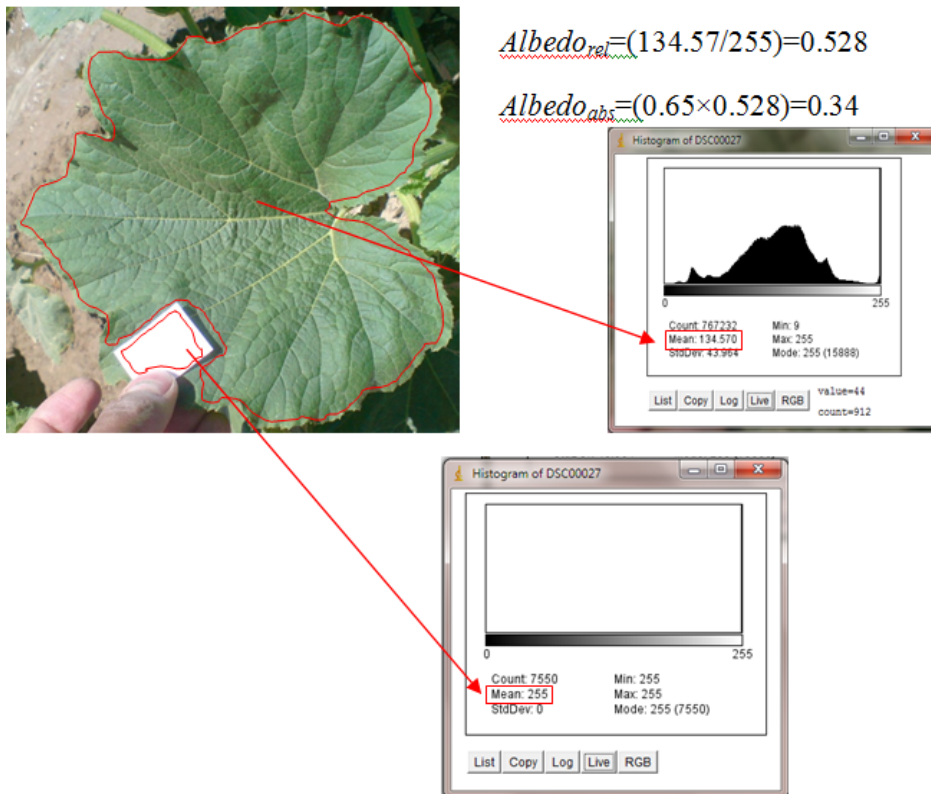 Albedorel=(134.57/255)=0.528
Albedoabs=(0.65×0.528)=0.34
Histogram of DSC00027
0 255
Count: 767232 Min: 9
Mean: 134.570 Max: 255
StdDev: 43.964 Mode: 255 (15888)
List Copy Log Live RGB value=44
count=912
Histogram of DSC00027
0 255
Count: 7550 Min: 255
Mean: 255 Max: 255
StdDev: 0 Mode: 255 (7550)
List Copy Log Live RGB